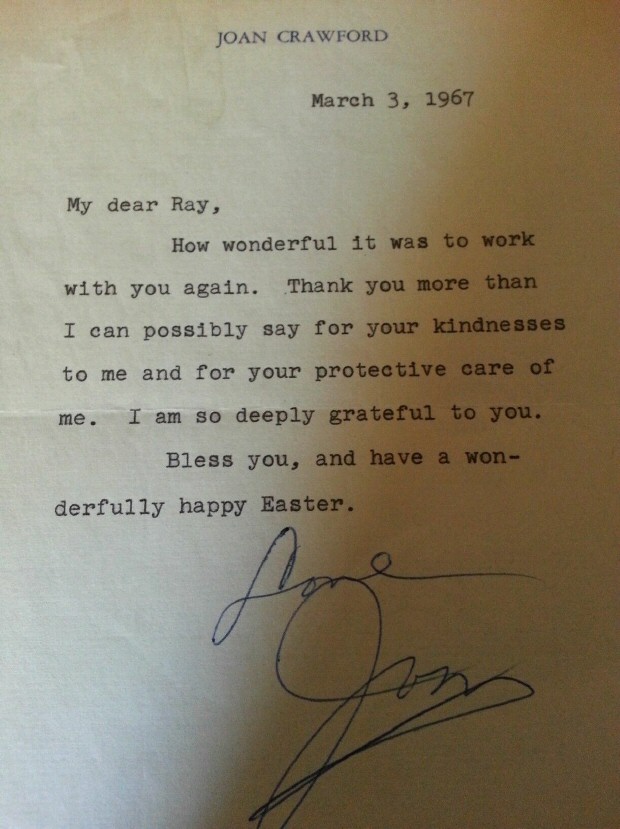 JOAN CRAWFORD
March 3, 1967
My dear Ray,
How wonderful it was to work
with you again. Thank you more than
I can possibly say for your kindnesses
to me and for your protective care of
me. I am so deeply grateful to you.
Bless you, and have a won-
derfully happy Easter.
Love
Joan